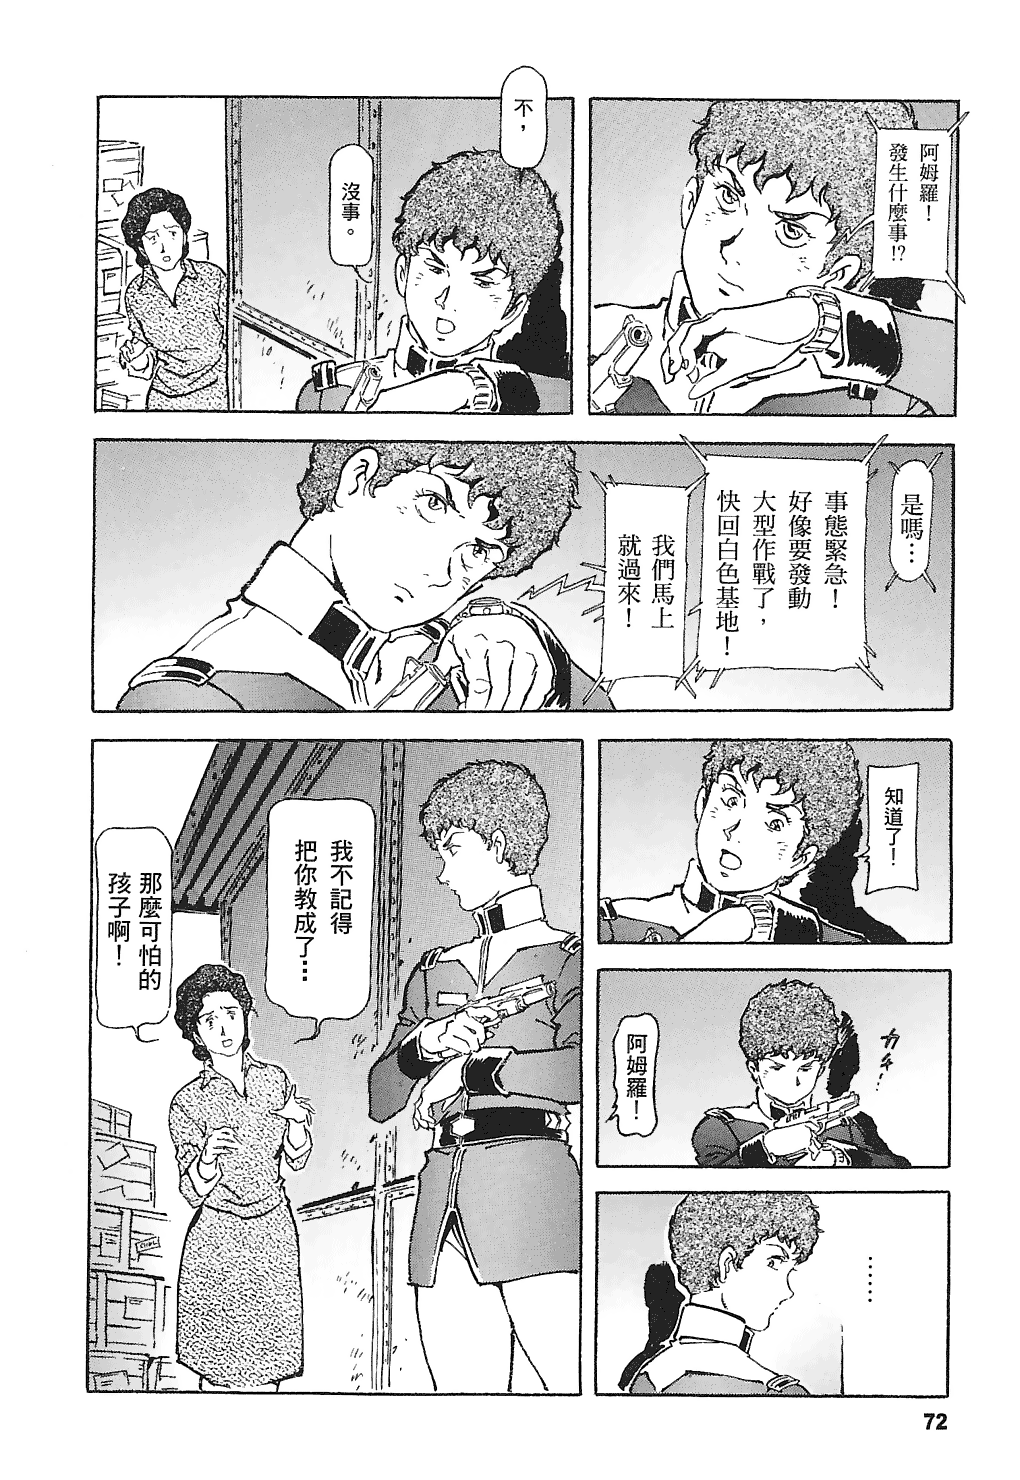 阿姆羅！
發生什麼事!?
不，
沒事。
是嗎…
事態緊急！
好像要發動
大型作戰了，
快回白色基地！
我們馬上
就過來！
知道了！
カチ…
阿姆羅！
……
我不記得
把你教成了…
那麼可怕的
孩子啊！
72